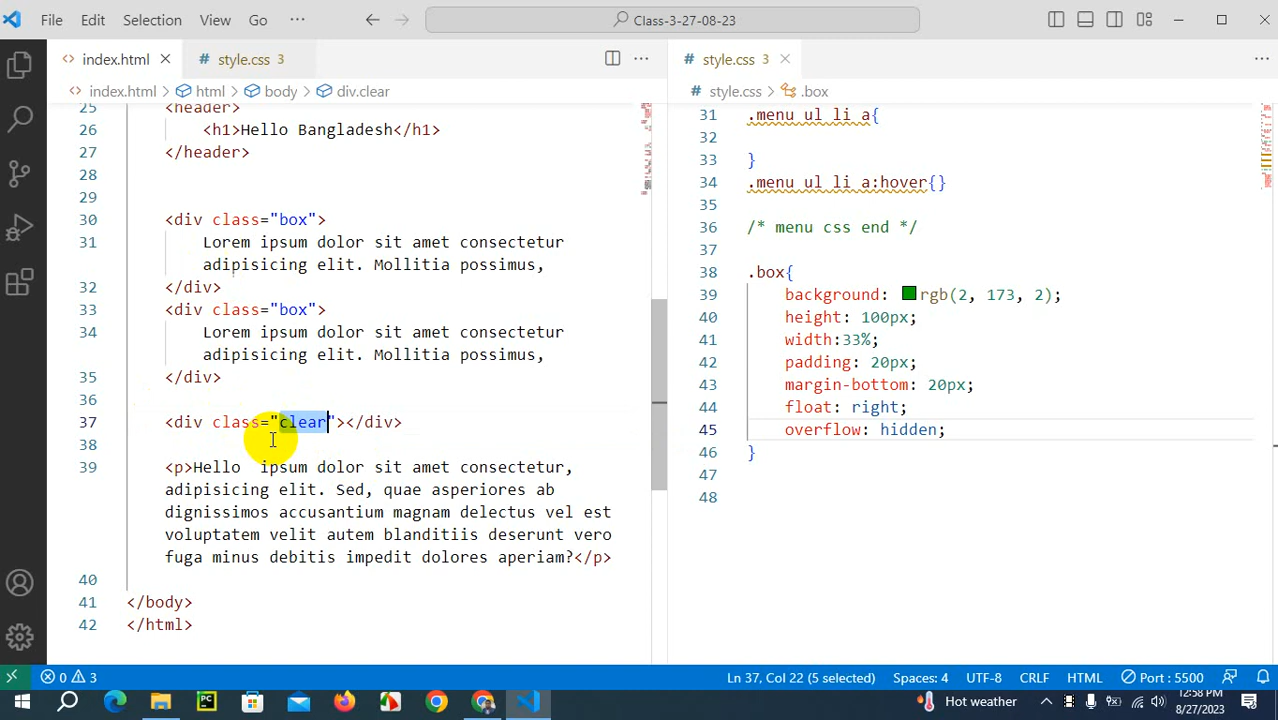 File Edit Selection View Go ··· Class-3-27-08-23
index.html # style.css 3
# style.css 3
index.html > html > body > div.clear
# style.css > .box
25 <header>
26 <h1>Hello Bangladesh</h1>
27 </header>
28
29
30 <div class="box">
31 Lorem ipsum dolor sit amet consectetur
adipisicing elit. Mollitia possimus,
32 </div>
33 <div class="box">
34 Lorem ipsum dolor sit amet consectetur
adipisicing elit. Mollitia possimus,
35 </div>
36
37 <div class="clear"></div>
38
39 <p>Hello  ipsum dolor sit amet consectetur,
adipisicing elit. Sed, quae asperiores ab
dignissimos accusantium magnam delectus vel est
voluptatem velit autem blanditiis deserunt vero
fuga minus debitis impedit dolores aperiam?</p>
40
41 </body>
42 </html>
31 .menu ul li a{
32
33 }
34 .menu ul li a:hover{}
35
36 /* menu css end */
37
38 .box{
39 background: rgb(2, 173, 2);
40 height: 100px;
41 width:33%;
42 padding: 20px;
43 margin-bottom: 20px;
44 float: right;
45 overflow: hidden;
46 }
47
48
0 3 Ln 37, Col 22 (5 selected) Spaces: 4 UTF-8 CRLF HTML Port : 5500
PC Hot weather 12:58 PM
8/27/2023